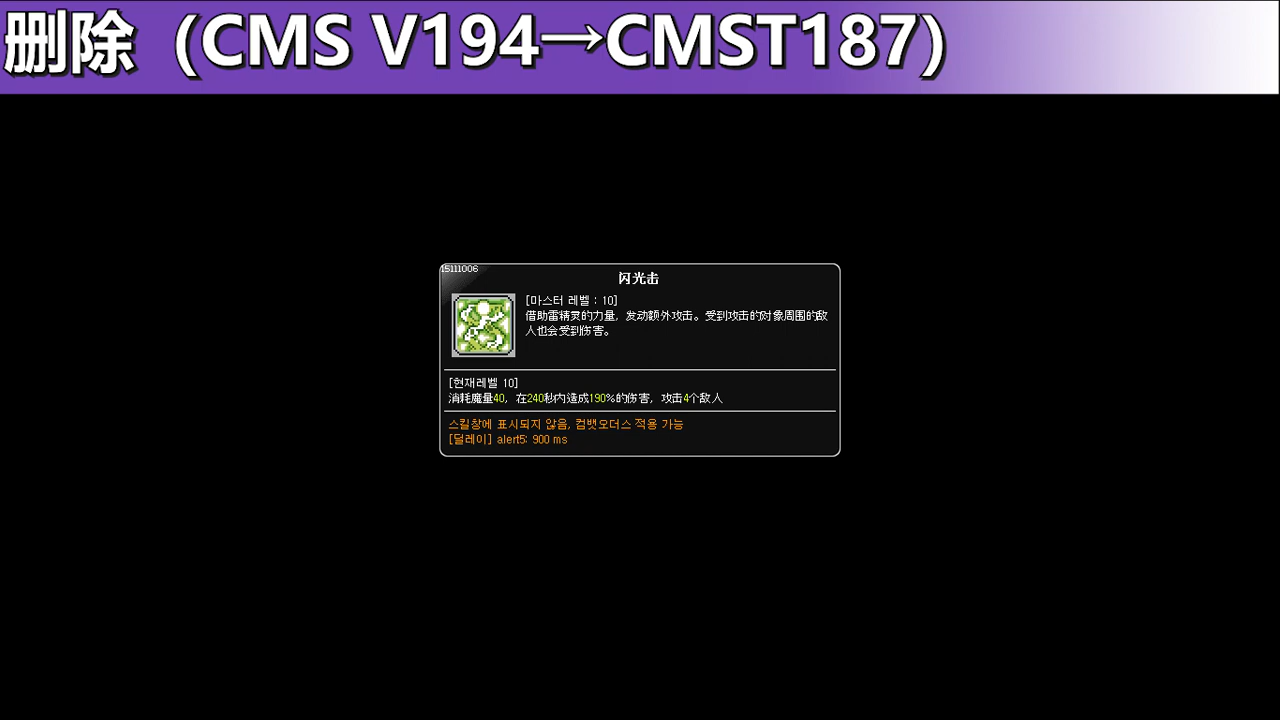 删除（CMS V194→CMST187）
15111006
闪光击
[마스터 레벨 : 10]
借助雷精灵的力量，发动额外攻击。受到攻击的对象周围的敌
人也会受到伤害。
[현재레벨 10]
消耗魔量40，在240秒内造成190%的伤害，攻击4个敌人
스킬창에 표시되지 않음, 컴뱃오더스 적용 가능
[딜레이] alert5: 900 ms